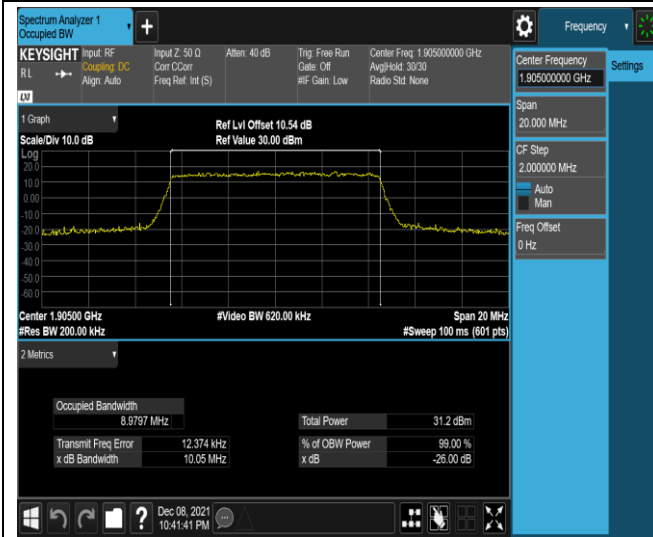 Spectrum Analyzer 1
Occupied BW
Frequency
KEYSIGHT
RL
Input: RF
Coupling: DC
Align: Auto
Input Z: 50 Ω
Corr CCorr
Freq Ref: Int (S)
Atten: 40 dB
Trig: Free Run
Gate: Off
#IF Gain: Low
Center Freq: 1.905000000 GHz
Avg|Hold: 30/30
Radio Std: None
LXI
1 Graph
Scale/Div 10.0 dB
Ref Lvl Offset 10.54 dB
Ref Value 30.00 dBm
Log
20.0
10.0
0.00
-10.0
-20.0
-30.0
-40.0
-50.0
-60.0
Center 1.90500 GHz
#Res BW 200.00 kHz
#Video BW 620.00 kHz
Span 20 MHz
#Sweep 100 ms (601 pts)
2 Metrics
Occupied Bandwidth
8.9797 MHz
Total Power 31.2 dBm
Transmit Freq Error 12.374 kHz
% of OBW Power 99.00 %
x dB Bandwidth 10.05 MHz
x dB -26.00 dB
Center Frequency
1.905000000 GHz
Settings
Span
20.000 MHz
CF Step
2.000000 MHz
Auto
Man
Freq Offset
0 Hz
?
Dec 08, 2021
10:41:41 PM